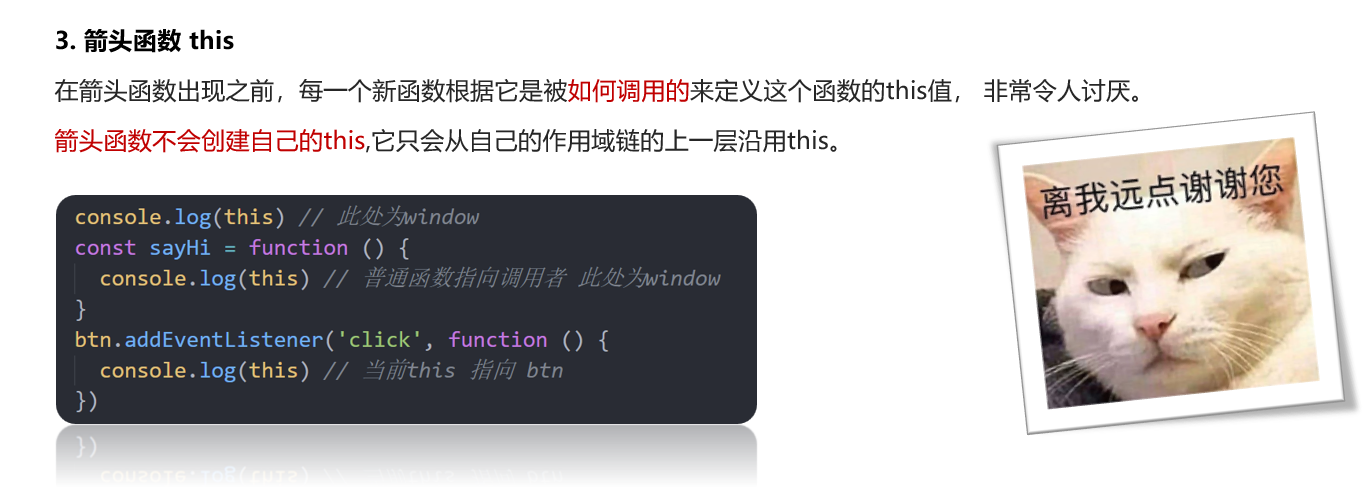 3. 箭头函数 this
在箭头函数出现之前，每一个新函数根据它是被如何调用的来定义这个函数的this值， 非常令人讨厌。
箭头函数不会创建自己的this,它只会从自己的作用域链的上一层沿用this。
console.log(this) // 此处为window
const sayHi = function () {
  console.log(this) // 普通函数指向调用者 此处为window
}
btn.addEventListener('click', function () {
  console.log(this) // 当前this 指向 btn
})
离我远点谢谢您